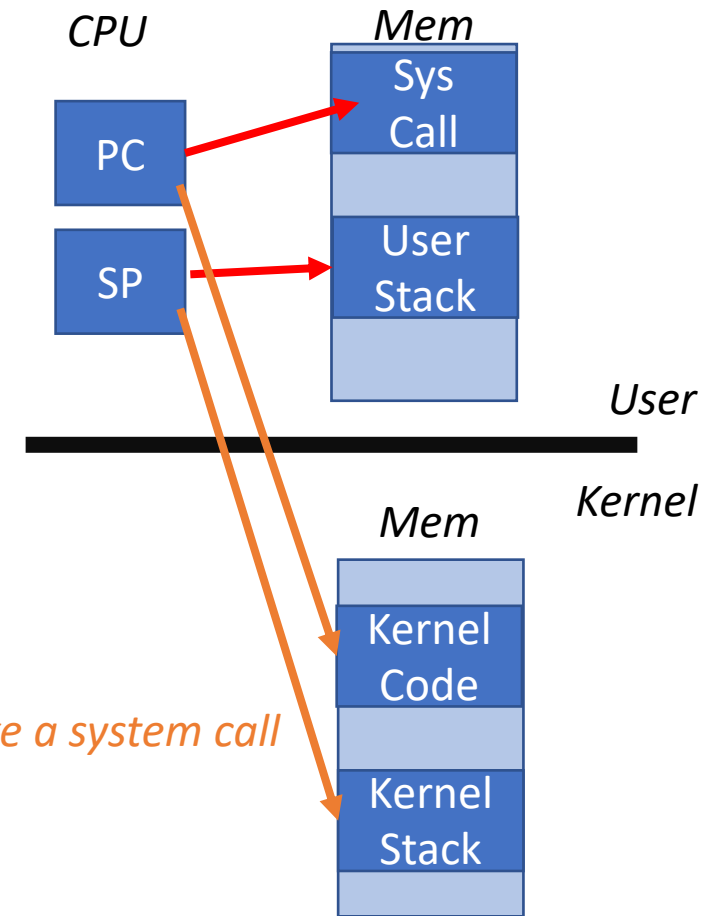 CPU
Mem
Sys
Call
PC
User
Stack
SP
User
Kernel
Mem
Kernel
Code
a system call
Kernel
Stack